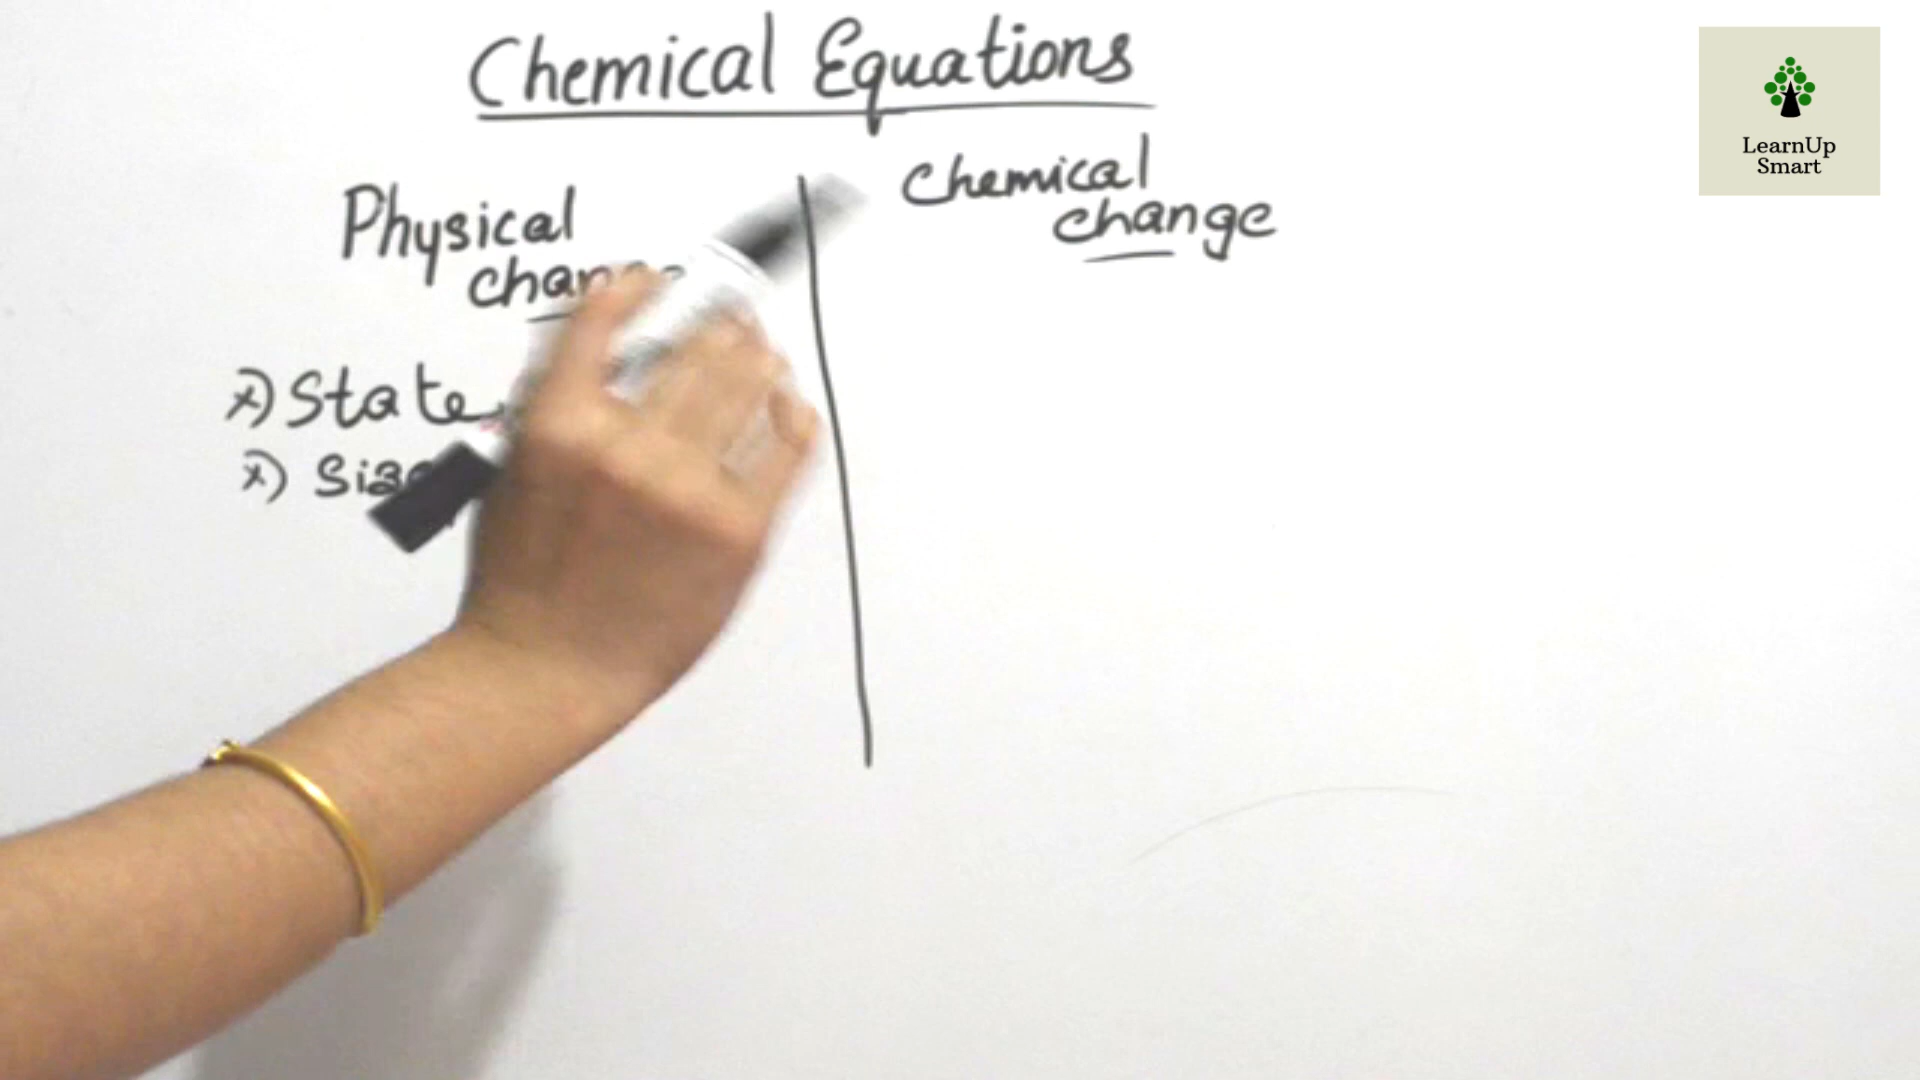 Chemical Equations
Physical
Chemical
change
x) State
x)
LearnUp
Smart